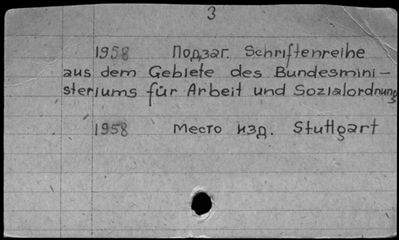 3
1958 Подзаг. Schriftenreihe
aus dem Gebiete des Bundesmini-
steriums für Arbeit und Sozialordnung
1958 Место изд. Stuttgart